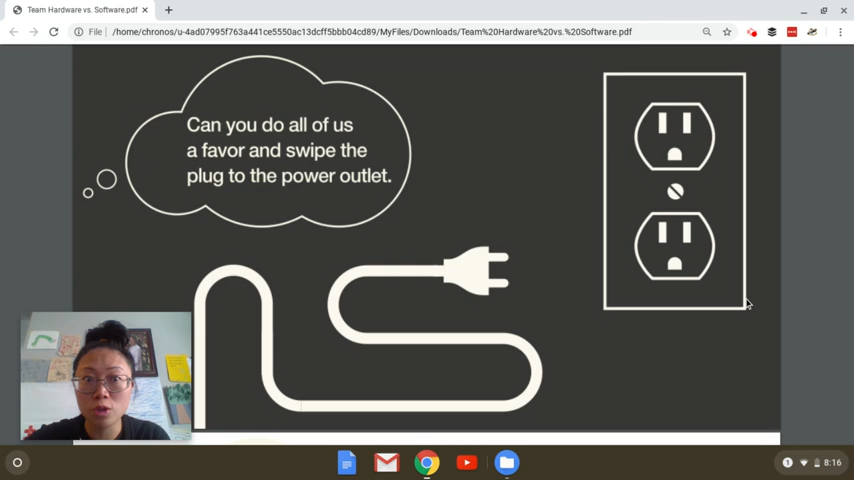 Team Hardware vs. Software.pdf
File
/home/chronos/u-4ad07995f763a441ce5550ac13dcff5bbb04cd89/MyFiles/Downloads/Team%20Hardware%20vs.%20Software.pdf
Can you do all of us
a favor and swipe the
plug to the power outlet.
1
8:16